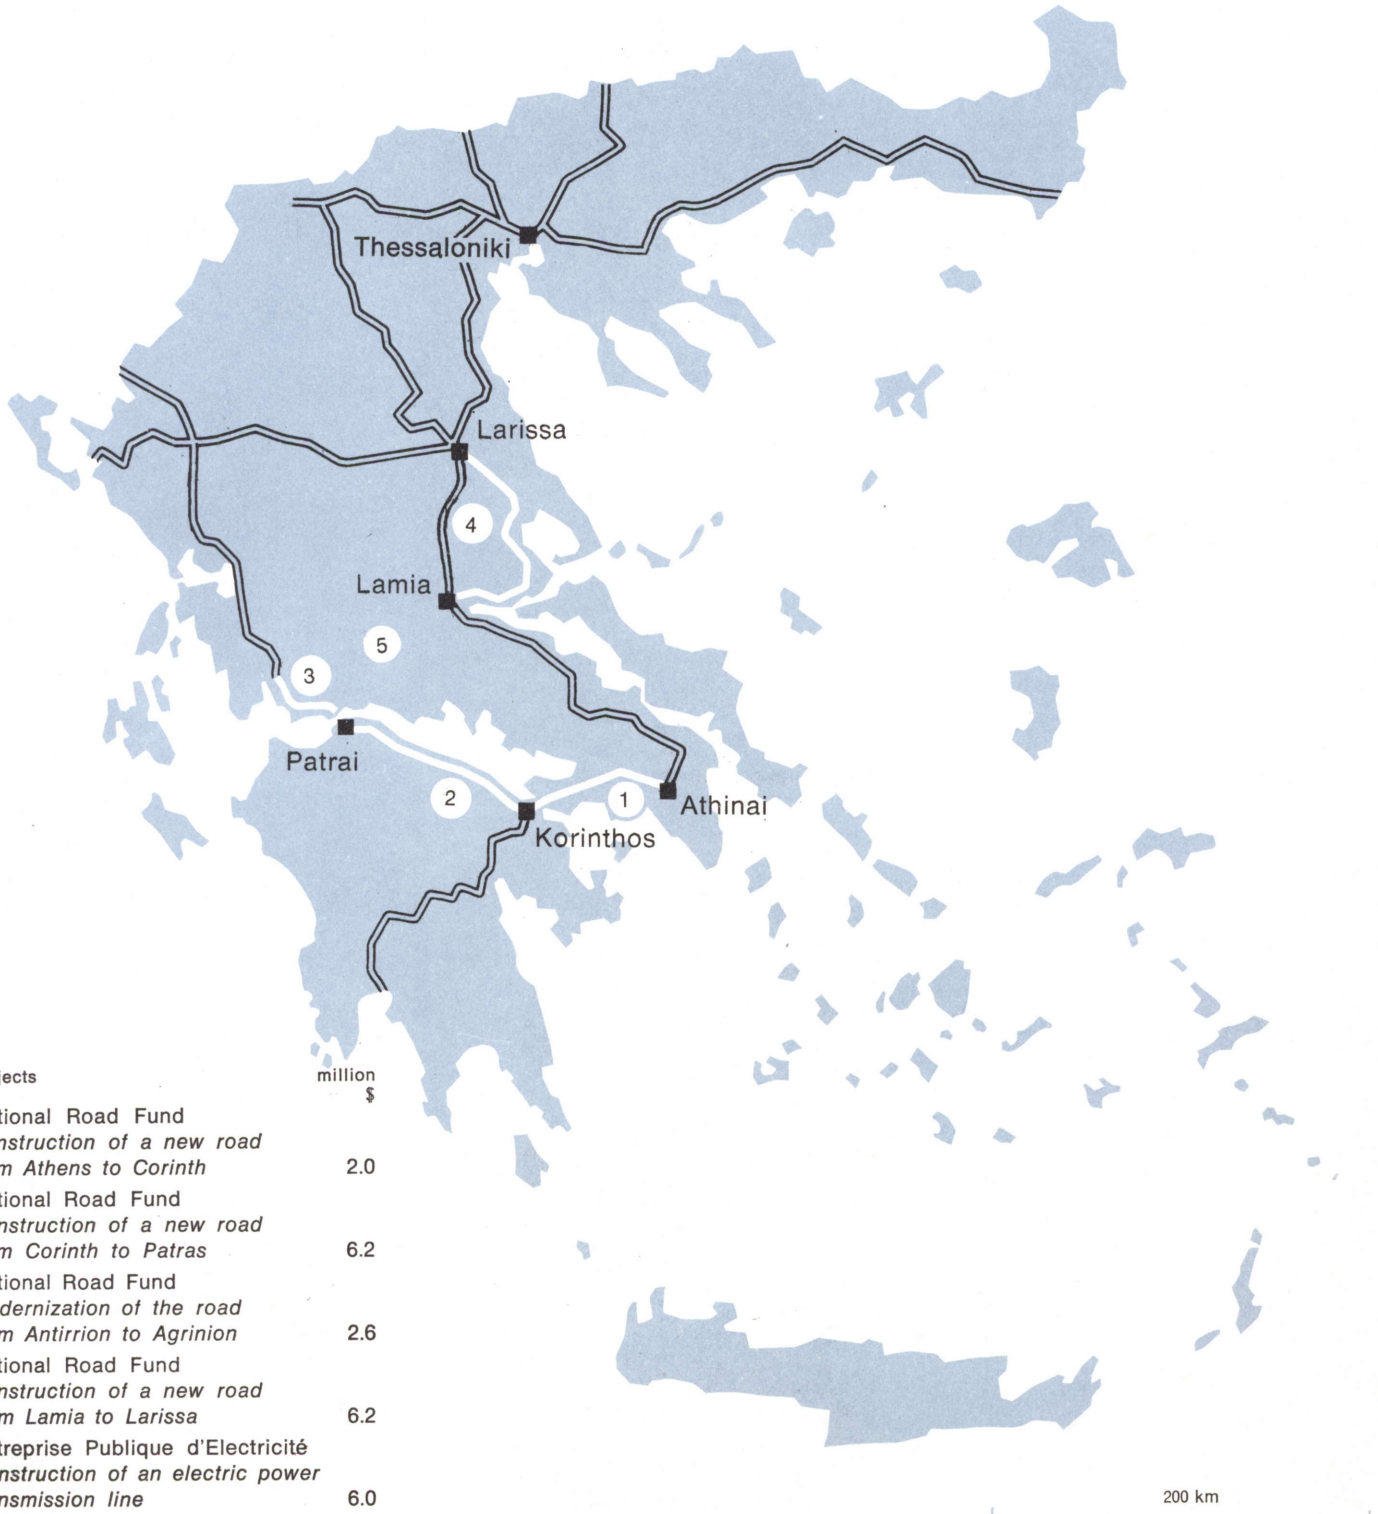 Thessaloniki
Larissa
4
Lamia
5
3
Patrai
2
1
Athinai
Korinthos
jects million
$
tional Road Fund
nstruction of a new road
m Athens to Corinth 2.0
tional Road Fund
nstruction of a new road
m Corinth to Patras 6.2
tional Road Fund
dernization of the road
m Antirrion to Agrinion 2.6
tional Road Fund
nstruction of a new road
m Lamia to Larissa 6.2
treprise Publique d'Electricité
nstruction of an electric power
nsmission line 6.0
200 km